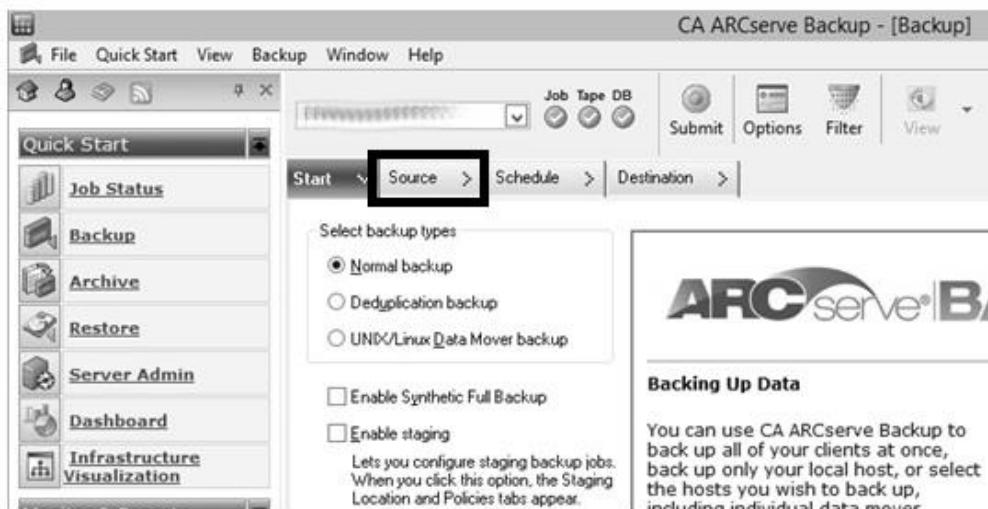 CA ARCserve Backup - [Backup]
File Quick Start View Backup Window Help
Job Tape DB
Submit Options Filter View
Quick Start
Start Source > Schedule > Destination >
Job Status
Backup
Archive
Restore
Server Admin
Dashboard
Infrastructure
Visualization
Select backup types
Normal backup
Deduplication backup
UNIX/Linux Data Mover backup
Enable Synthetic Full Backup
Enable staging
Lets you configure staging backup jobs.
When you click this option, the Staging
Location and Policies tabs appear.
ARCserve®
Backing Up Data
You can use CA ARCserve Backup to
back up all of your clients at once,
back up only your local host, or select
the hosts you wish to back up,
including individual data mover